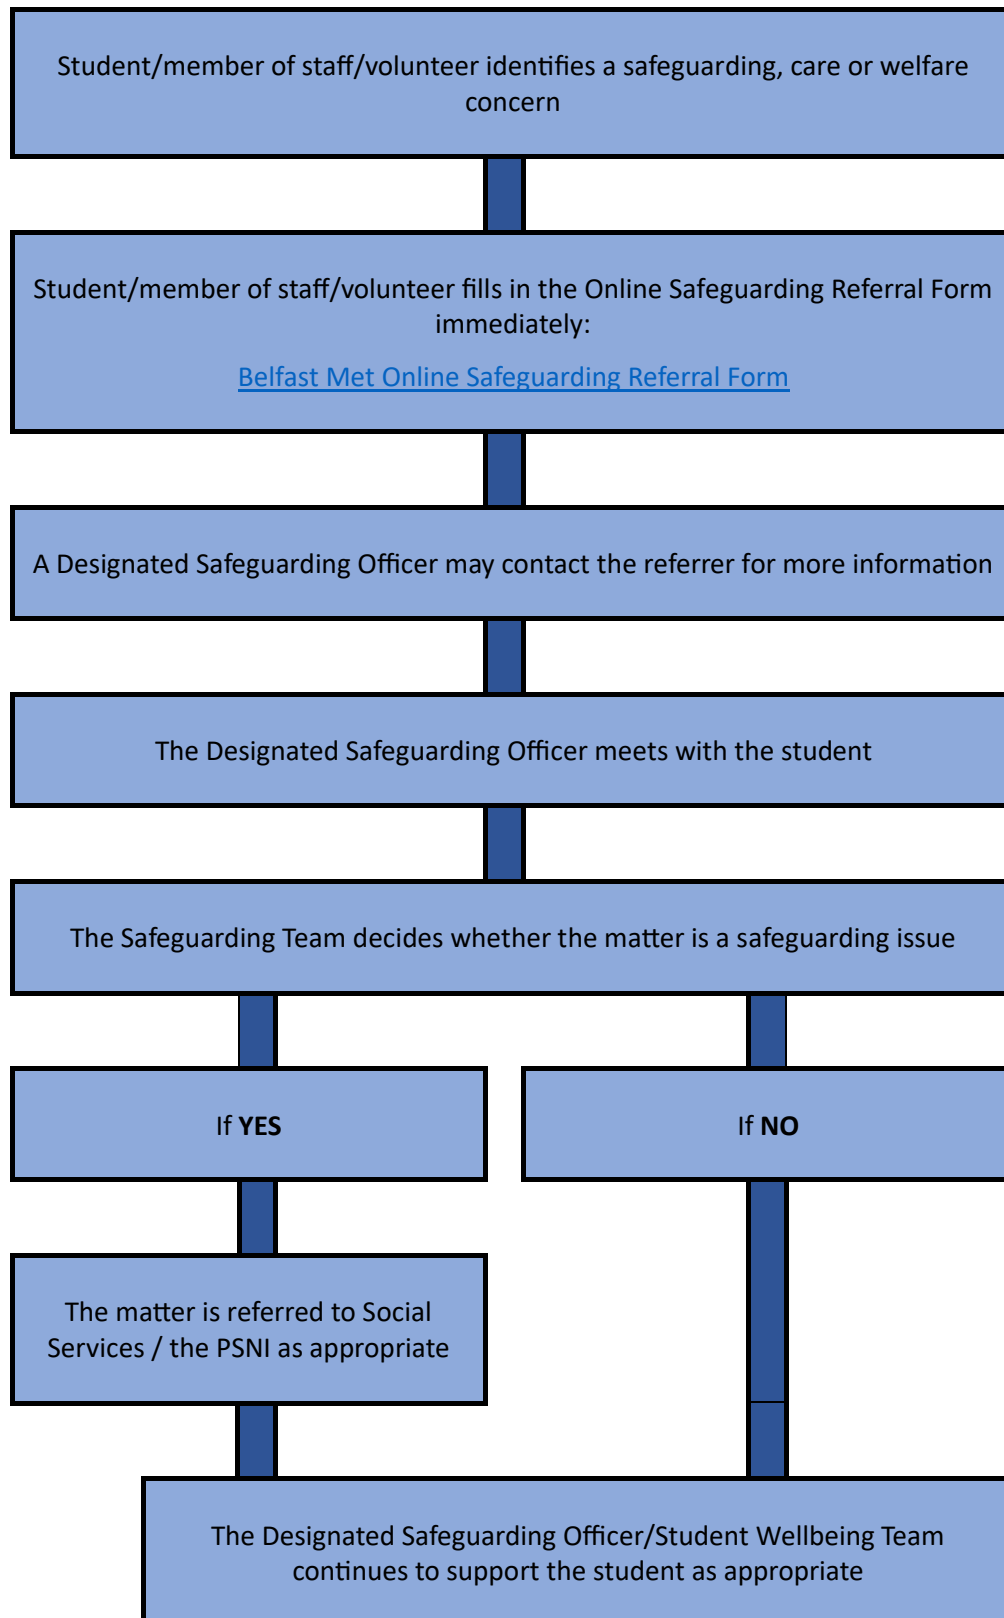 Student/member of staff/volunteer identifies a safeguarding, care or welfare
concern
Student/member of staff/volunteer fills in the Online Safeguarding Referral Form
immediately:
Belfast Met Online Safeguarding Referral Form
A Designated Safeguarding Officer may contact the referrer for more information
The Designated Safeguarding Officer meets with the student
The Safeguarding Team decides whether the matter is a safeguarding issue
If YES
If NO
The matter is referred to Social
Services / the PSNI as appropriate
The Designated Safeguarding Officer/Student Wellbeing Team
continues to support the student as appropriate